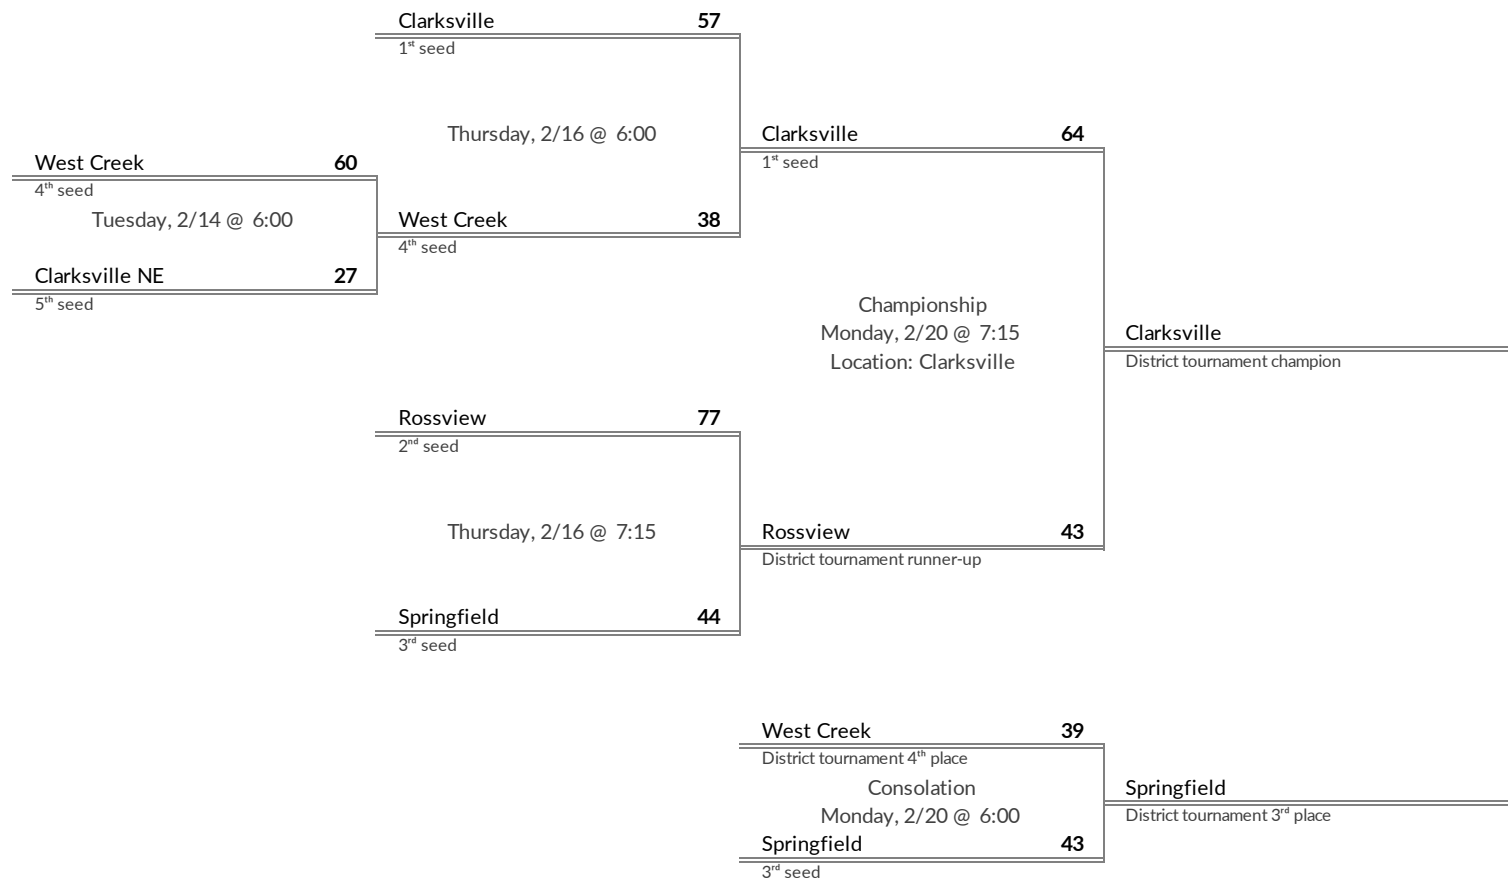 Clarksville 57
1st seed
Thursday, 2/16 @ 6:00
Clarksville 64
1st seed
West Creek 60
4th seed
Tuesday, 2/14 @ 6:00
West Creek 38
4th seed
Clarksville NE 27
5th seed
Championship
Monday, 2/20 @ 7:15
Location: Clarksville
Clarksville
District tournament champion
Rossview 77
2nd seed
Thursday, 2/16 @ 7:15
Rossview 43
District tournament runner-up
Springfield 44
3rd seed
West Creek 39
District tournament 4th place
Consolation
Monday, 2/20 @ 6:00
Springfield
District tournament 3rd place
Springfield 43
3rd seed